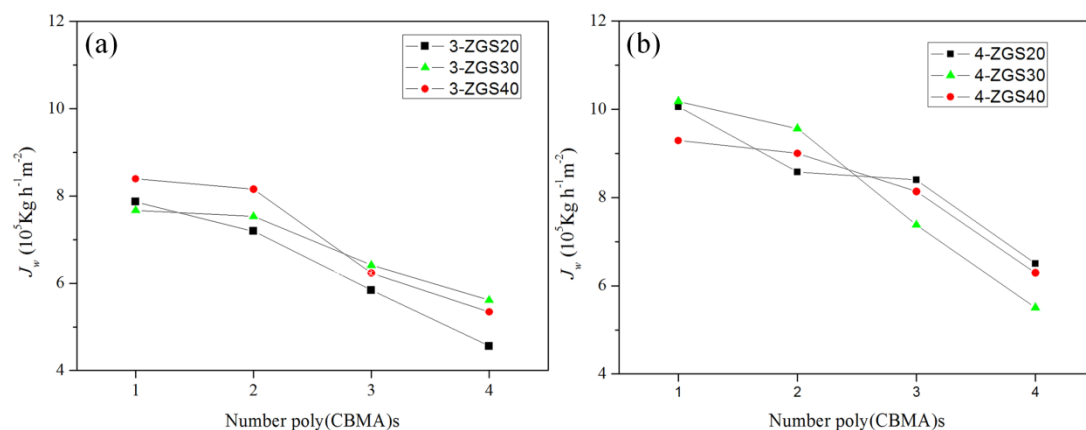 (a)
3-ZGS20
3-ZGS30
3-ZGS40
12
10
8
6
4
J_w (10^5Kg h^-1m^-2)
1 2 3 4
Number poly(CBMA)s
(b)
4-ZGS20
4-ZGS30
4-ZGS40
12
10
8
6
4
J_w (10^5Kg h^-1m^-2)
1 2 3 4
Number poly(CBMA)s